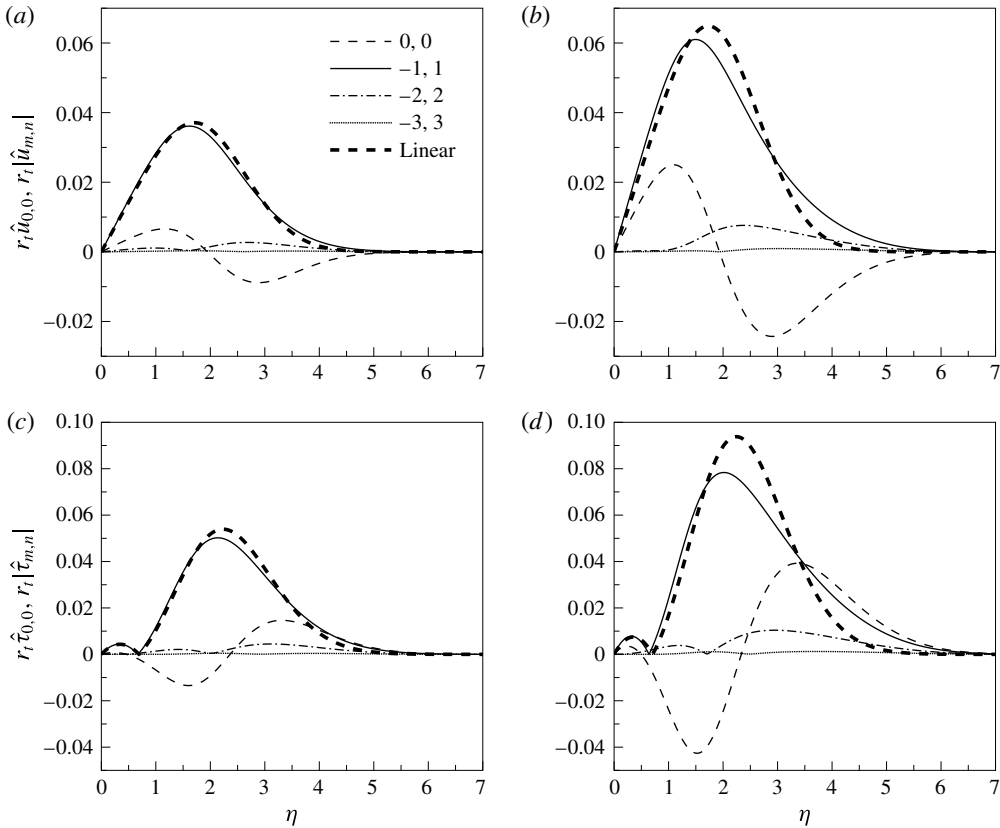 (a)
0.06
0.04
0.02
0
−0.02
0 1 2 3 4 5 6 7
r_t û_{0,0}, r_t|û_{m,n}|
0, 0
−1, 1
−2, 2
−3, 3
Linear
(b)
0.06
0.04
0.02
0
−0.02
0 1 2 3 4 5 6 7
(c)
0.10
0.08
0.06
0.04
0.02
0
−0.02
−0.04
0 1 2 3 4 5 6 7
r_t τ̂_{0,0}, r_t|τ̂_{m,n}|
η
(d)
0.10
0.08
0.06
0.04
0.02
0
−0.02
−0.04
0 1 2 3 4 5 6 7
η